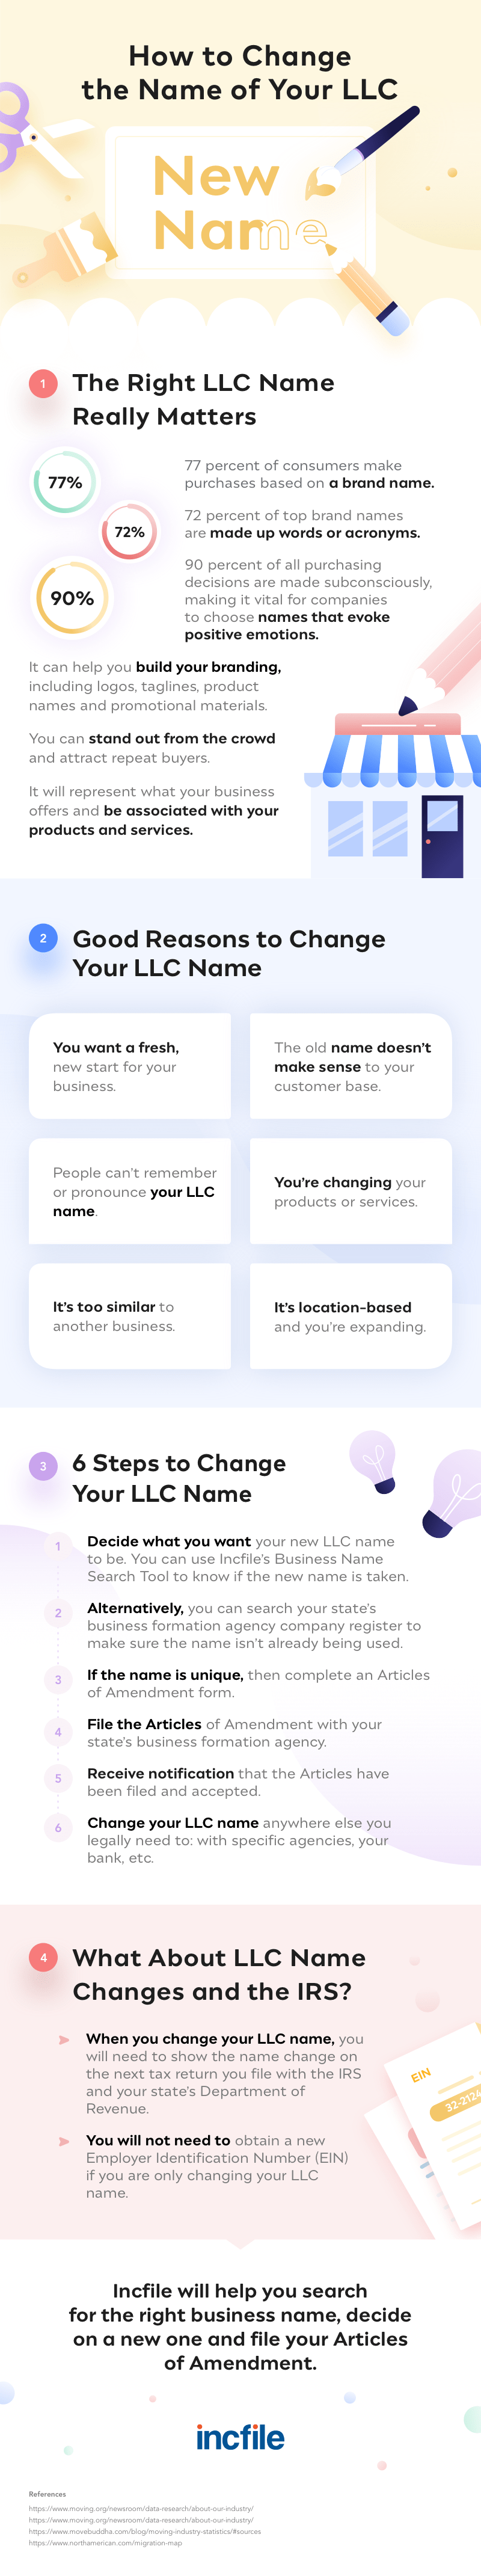 How to Change
the Name of Your LLC
New
Name
1
The Right LLC Name
Really Matters
77%
72%
90%
77 percent of consumers make
purchases based on a brand name.
72 percent of top brand names
are made up words or acronyms.
90 percent of all purchasing
decisions are made subconsciously,
making it vital for companies
to choose names that evoke
positive emotions.
It can help you build your branding,
including logos, taglines, product
names and promotional materials.
You can stand out from the crowd
and attract repeat buyers.
It will represent what your business
offers and be associated with your
products and services.
2
Good Reasons to Change
Your LLC Name
You want a fresh,
new start for your
business.
The old name doesn't
make sense to your
customer base.
People can't remember
or pronounce your LLC
name.
You're changing your
products or services.
It's too similar to
another business.
It's location-based
and you're expanding.
3
6 Steps to Change
Your LLC Name
1
Decide what you want your new LLC name
to be. You can use Incfile's Business Name
Search Tool to know if the new name is taken.
2
Alternatively, you can search your state's
business formation agency company register to
make sure the name isn't already being used.
3
If the name is unique, then complete an Articles
of Amendment form.
4
File the Articles of Amendment with your
state's business formation agency.
5
Receive notification that the Articles have
been filed and accepted.
6
Change your LLC name anywhere else you
legally need to: with specific agencies, your
bank, etc.
4
What About LLC Name
Changes and the IRS?
When you change your LLC name, you
will need to show the name change on
the next tax return you file with the IRS
and your state's Department of
Revenue.
You will not need to obtain a new
Employer Identification Number (EIN)
if you are only changing your LLC
name.
EIN
32-2124
Incfile will help you search
for the right business name, decide
on a new one and file your Articles
of Amendment.
incfile
References
https://www.moving.org/newsroom/data-research/about-our-industry/
https://www.moving.org/newsroom/data-research/about-our-industry/
https://www.movebuddha.com/blog/moving-industry-statistics/#sources
https://www.northamerican.com/migration-map